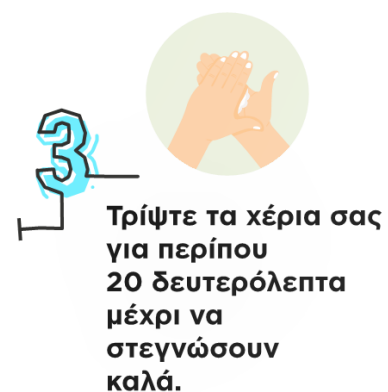 3
Τρίψτε τα χέρια σας
για περίπου
20 δευτερόλεπτα
μέχρι να
στεγνώσουν
καλά.